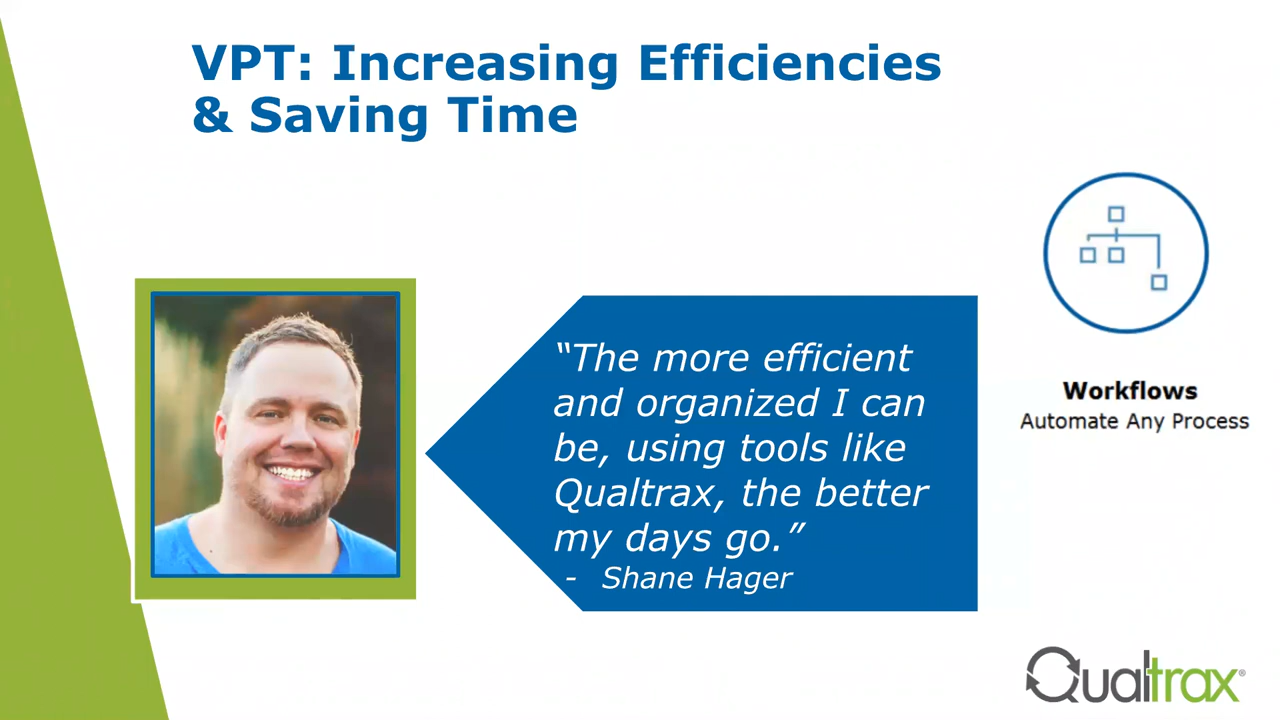 VPT: Increasing Efficiencies
& Saving Time
“The more efficient
and organized I can
be, using tools like
Qualtrax, the better
my days go.”
- Shane Hager
Workflows
Automate Any Process
Qualtrax®